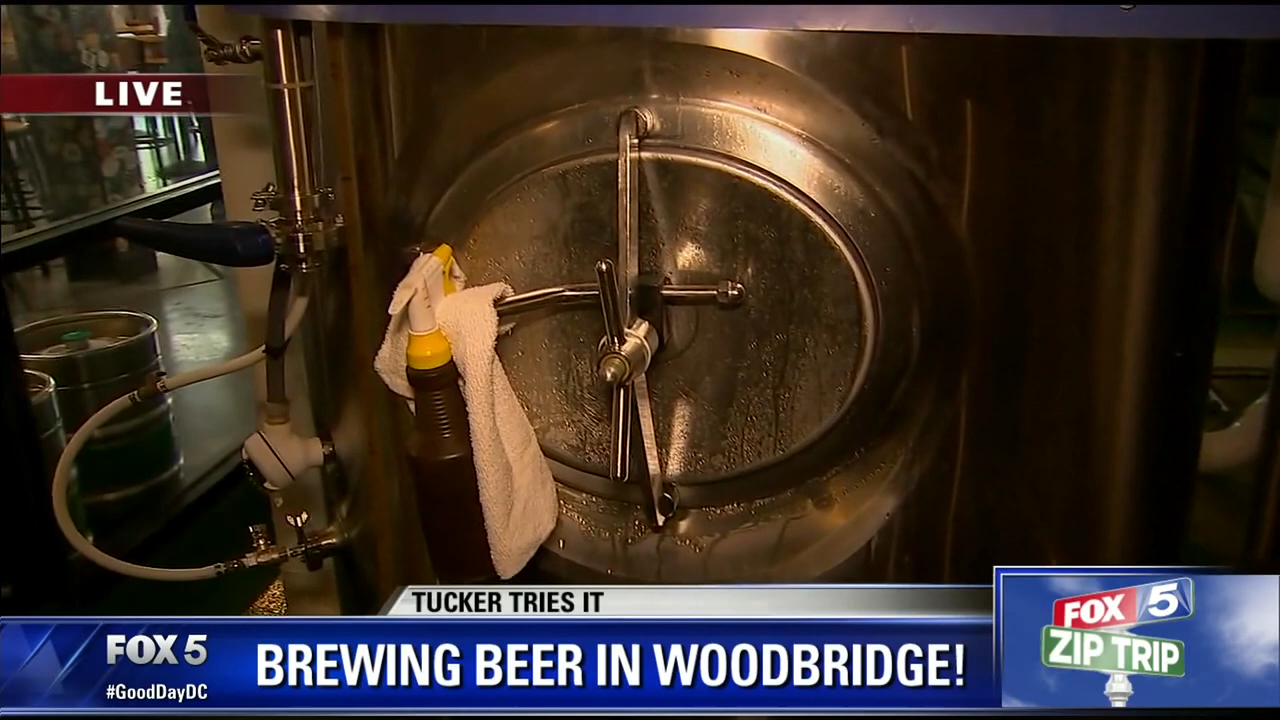 LIVE
TUCKER TRIES IT
FOX 5
#GoodDayDC
BREWING BEER IN WOODBRIDGE!
FOX 5
ZIP TRIP